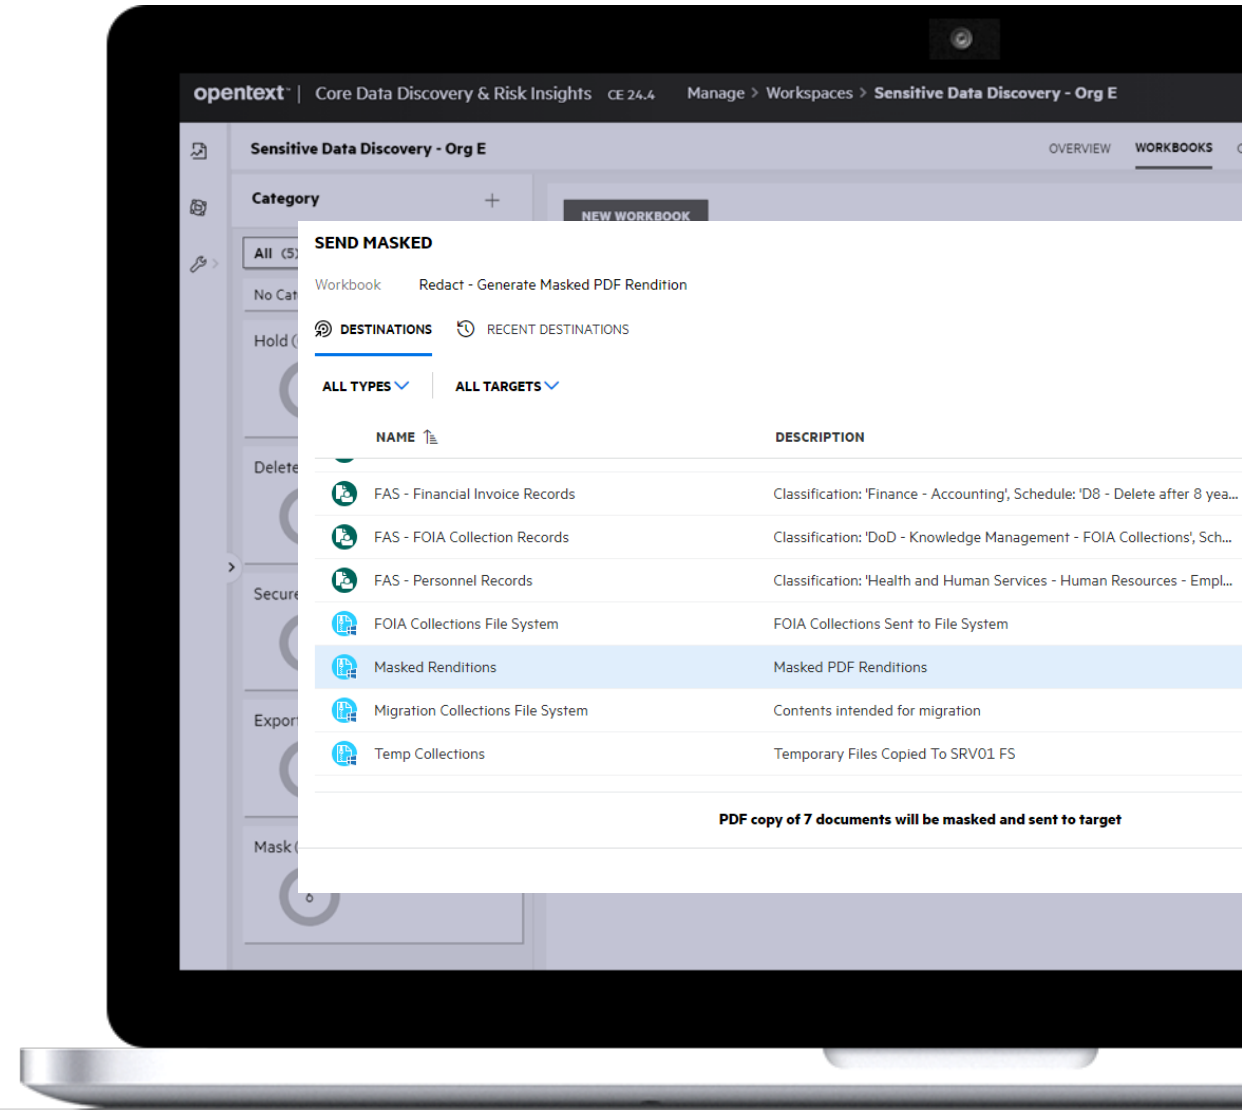 opentext™ | Core Data Discovery & Risk Insights CE 24.4 Manage > Workspaces > Sensitive Data Discovery - Org E
Sensitive Data Discovery - Org E OVERVIEW WORKBOOKS
Category +
NEW WORKBOOK
All (5)
No Cat
Hold (
Delete
Secure
Export
Mask (
6
SEND MASKED
Workbook Redact - Generate Masked PDF Rendition
DESTINATIONS RECENT DESTINATIONS
ALL TYPES ALL TARGETS
NAME DESCRIPTION
FAS - Financial Invoice Records Classification: 'Finance - Accounting', Schedule: 'D8 - Delete after 8 yea...
FAS - FOIA Collection Records Classification: 'DoD - Knowledge Management - FOIA Collections', Sch...
FAS - Personnel Records Classification: 'Health and Human Services - Human Resources - Empl...
FOIA Collections File System FOIA Collections Sent to File System
Masked Renditions Masked PDF Renditions
Migration Collections File System Contents intended for migration
Temp Collections Temporary Files Copied To SRV01 FS
PDF copy of 7 documents will be masked and sent to target